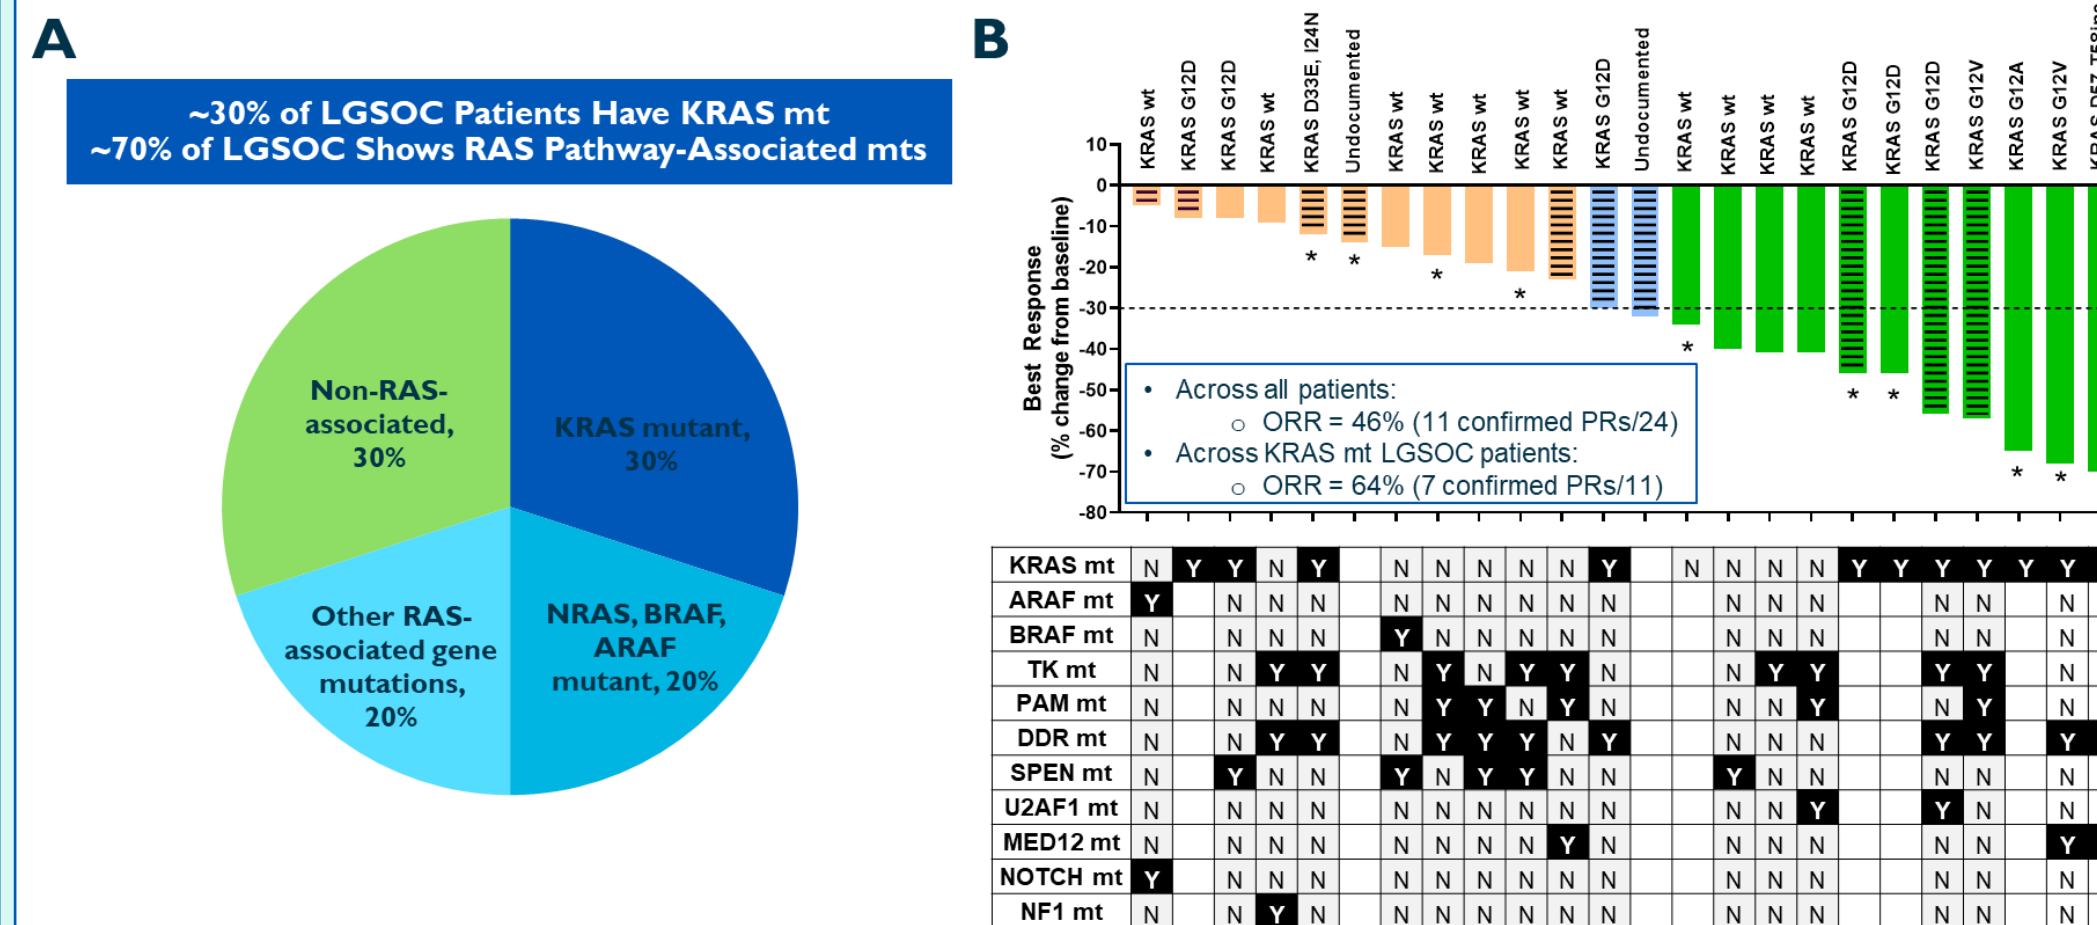 A
~30% of LGSOC Patients Have KRAS mt
~70% of LGSOC Shows RAS Pathway-Associated mts
Non-RAS-
associated,
30%
KRAS mutant,
30%
Other RAS-
associated gene
mutations,
20%
NRAS, BRAF,
ARAF
mutant, 20%
B
KRAS wt
KRAS G12D
KRAS G12D
KRAS wt
KRAS D33E, I24N
Undocumented
KRAS wt
KRAS wt
KRAS wt
KRAS wt
KRAS wt
KRAS G12D
Undocumented
KRAS wt
KRAS wt
KRAS wt
KRAS wt
KRAS G12D
KRAS G12D
KRAS G12D
KRAS G12V
KRAS G12A
KRAS G12V
Best Response
(% change from baseline)
10
0
-10
-20
-30
-40
-50
-60
-70
-80
* * * * * * * * *
• Across all patients:
o ORR = 46% (11 confirmed PRs/24)
• Across KRAS mt LGSOC patients:
o ORR = 64% (7 confirmed PRs/11)
KRAS mt N Y Y N Y N N N N N Y N N N N Y Y Y Y Y Y
ARAF mt Y N N N N N N N N N N N N N N N
BRAF mt N N N N Y N N N N N N N N N N N
TK mt N N Y Y N Y N Y Y N N Y Y Y Y N
PAM mt N N N N N Y Y N Y N N N Y N Y N
DDR mt N N Y Y N Y Y Y N Y N N N Y Y Y
SPEN mt N Y N N Y N Y Y N N Y N N N N N
U2AF1 mt N N N N N N N N N N N N Y Y N N
MED12 mt N N N N N N N N Y N N N N N N Y
NOTCH mt Y N N N N N N N N N N N N N N N
NF1 mt N N Y N N N N N N N N N N N N N